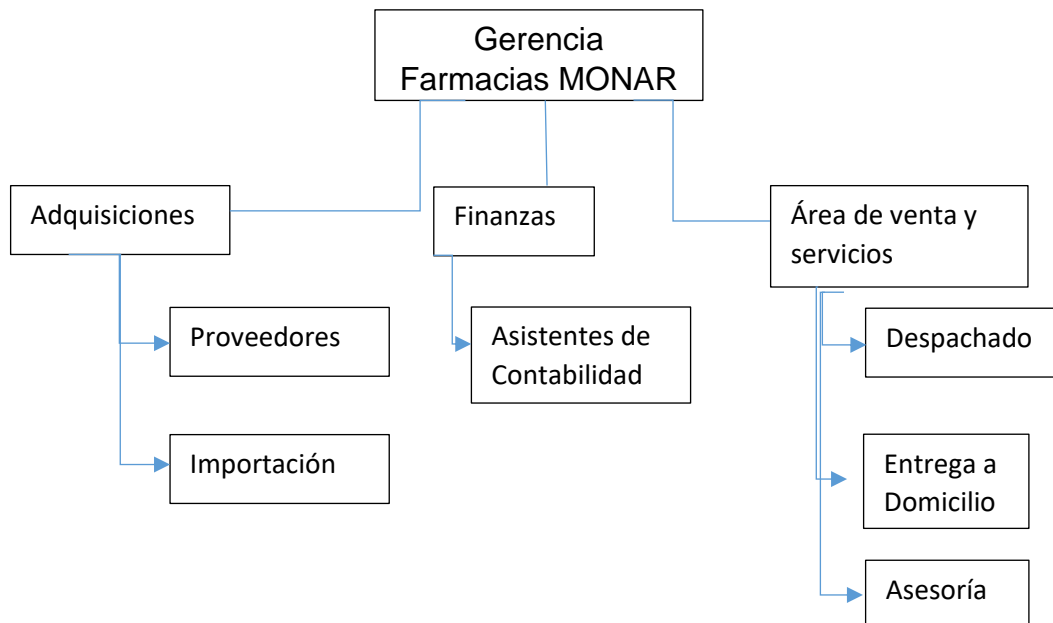 Gerencia
Farmacias MONAR
Adquisiciones
Finanzas
Área de venta y
servicios
Proveedores
Asistentes de
Contabilidad
Despachado
Importación
Entrega a
Domicilio
Asesoría